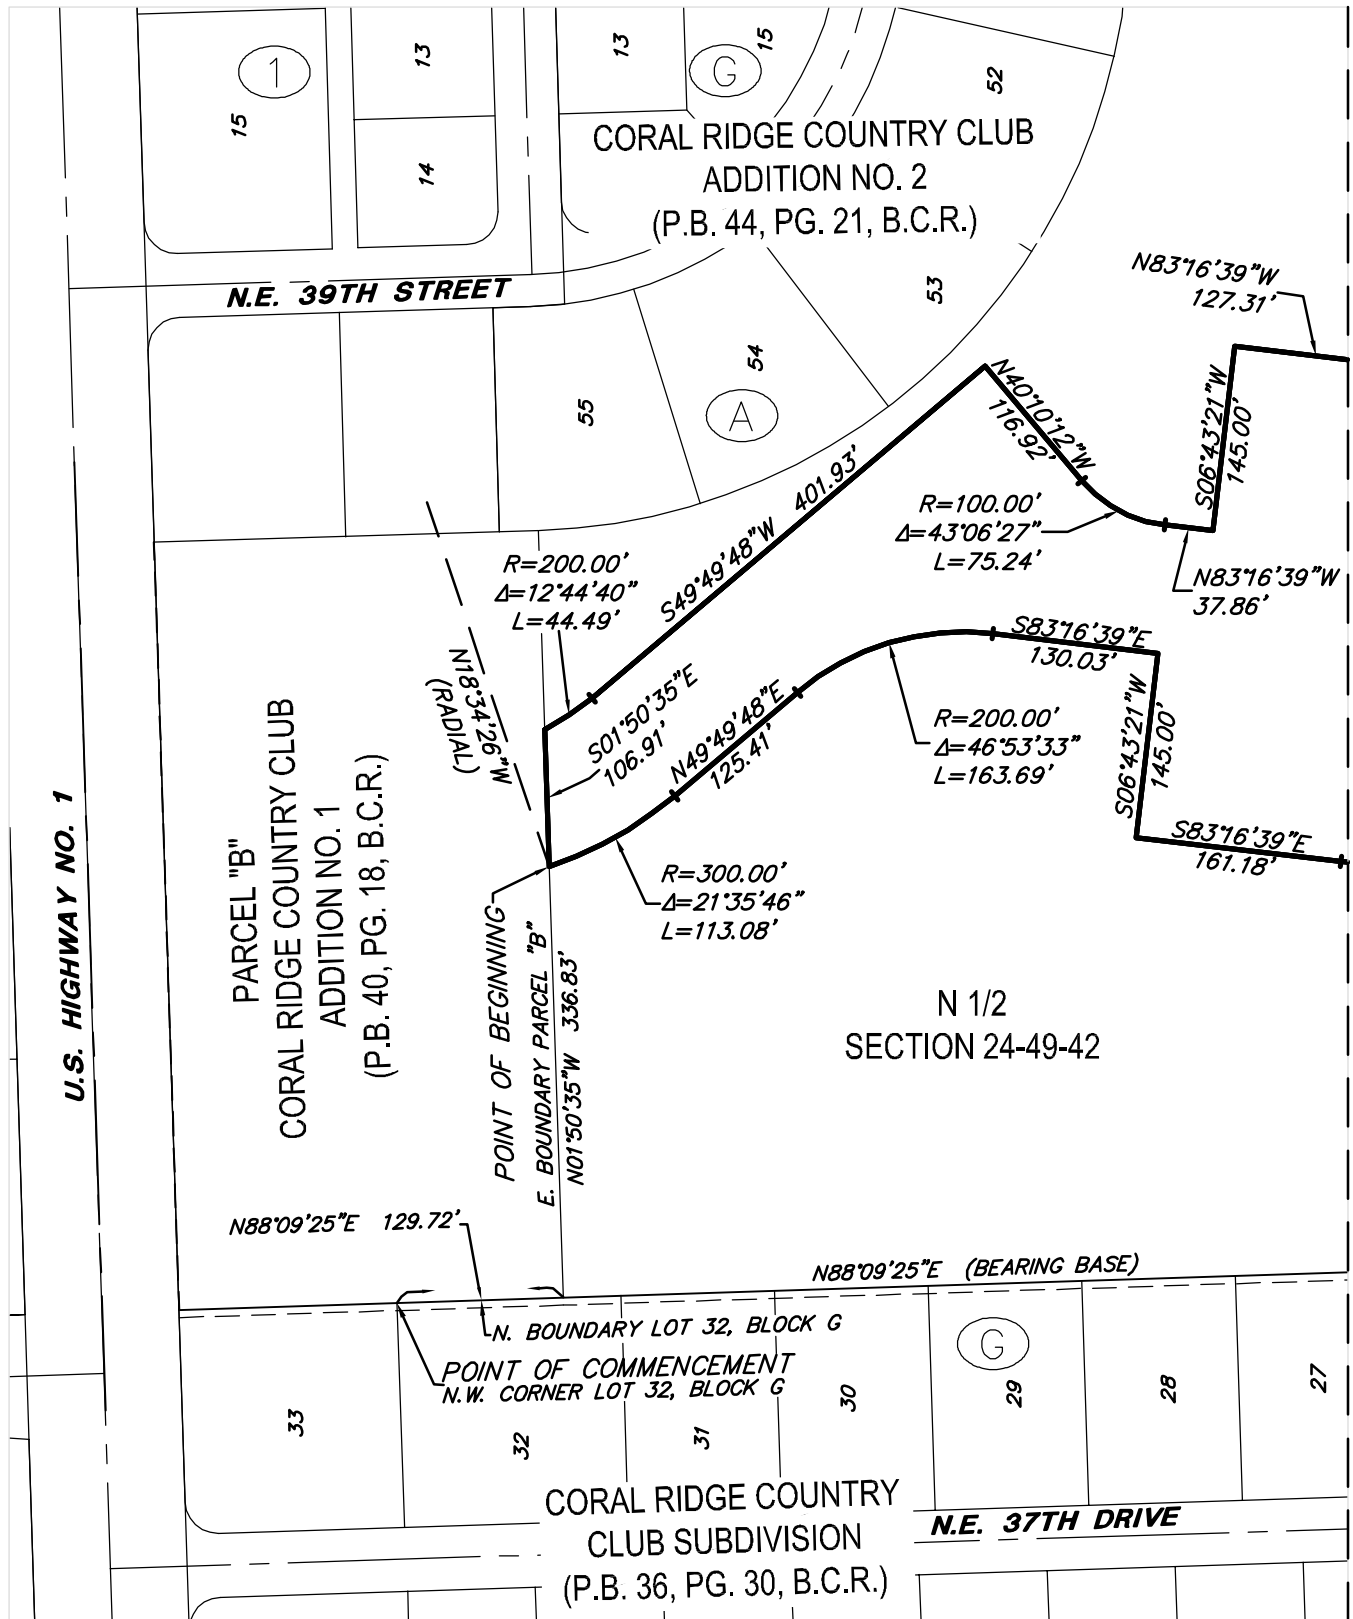 13
13
15
1
G
15
52
14
CORAL RIDGE COUNTRY CLUB
ADDITION NO. 2
(P.B. 44, PG. 21, B.C.R.)
N83°16'39"W
127.31'
N.E. 39TH STREET
53
54
55
A
N40°10'12"W
116.92'
S06°43'21"W
145.00'
S49°49'48"W 401.93'
R=100.00'
Δ=43°06'27"
L=75.24'
R=200.00'
Δ=12°44'40"
L=44.49'
N83°16'39"W
37.86'
N18°34'26"W
(RADIAL)
S01°50'35"E
106.91'
N49°49'48"E
125.41'
S83°16'39"E
130.03'
R=200.00'
Δ=46°53'33"
L=163.69'
S06°43'21"W
145.00'
S83°16'39"E
161.18'
R=300.00'
Δ=21°35'46"
L=113.08'
U.S. HIGHWAY NO. 1
PARCEL "B"
CORAL RIDGE COUNTRY CLUB
ADDITION NO. 1
(P.B. 40, PG. 18, B.C.R.)
POINT OF BEGINNING
E. BOUNDARY PARCEL "B"
N01°50'35"W 336.83'
N 1/2
SECTION 24-49-42
N88°09'25"E 129.72'
N88°09'25"E (BEARING BASE)
N. BOUNDARY LOT 32, BLOCK G
POINT OF COMMENCEMENT
N.W. CORNER LOT 32, BLOCK G
G
33
32
31
30
29
28
27
CORAL RIDGE COUNTRY
CLUB SUBDIVISION
(P.B. 36, PG. 30, B.C.R.)
N.E. 37TH DRIVE